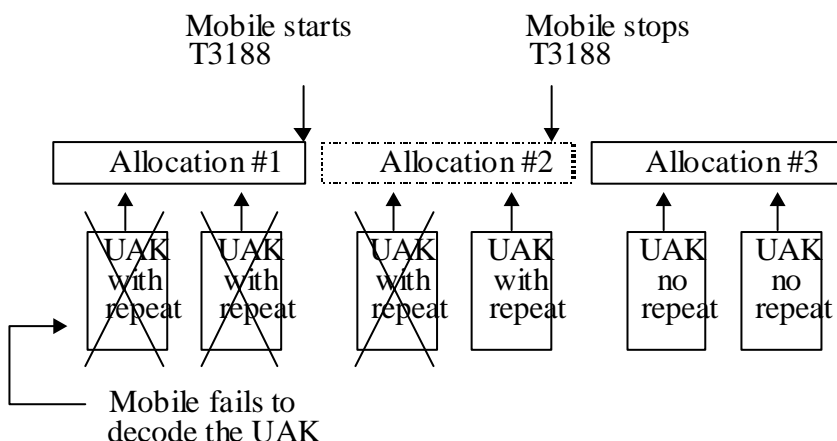 Mobile starts
T3188
Mobile stops
T3188
Allocation #1
Allocation #2
Allocation #3
UAK
with
repeat
UAK
with
repeat
UAK
with
repeat
UAK
with
repeat
UAK
no
repeat
UAK
no
repeat
Mobile fails to
decode the UAK